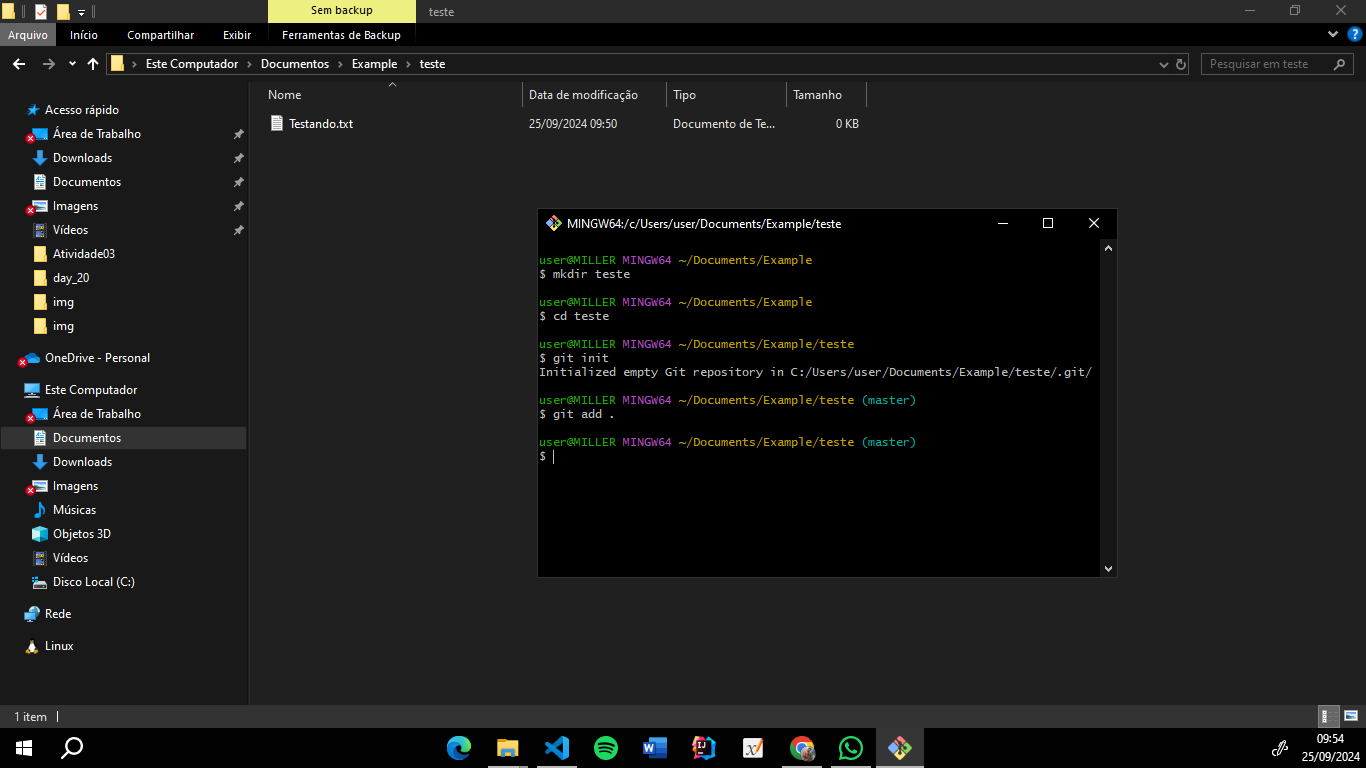 Sem backup
teste
Arquivo Início Compartilhar Exibir Ferramentas de Backup
Este Computador Documentos Example teste
Pesquisar em teste
Nome Data de modificação Tipo Tamanho
Testando.txt 25/09/2024 09:50 Documento de Te... 0 KB
Acesso rápido
Área de Trabalho
Downloads
Documentos
Imagens
Vídeos
Atividade03
day_20
img
img
OneDrive - Personal
Este Computador
Área de Trabalho
Documentos
Downloads
Imagens
Músicas
Objetos 3D
Vídeos
Disco Local (C:)
Rede
Linux
MINGW64:/c/Users/user/Documents/Example/teste
user@MILLER MINGW64 ~/Documents/Example
$ mkdir teste
user@MILLER MINGW64 ~/Documents/Example
$ cd teste
user@MILLER MINGW64 ~/Documents/Example/teste
$ git init
Initialized empty Git repository in C:/Users/user/Documents/Example/teste/.git/
user@MILLER MINGW64 ~/Documents/Example/teste (master)
$ git add .
user@MILLER MINGW64 ~/Documents/Example/teste (master)
$
1 item
09:54
25/09/2024